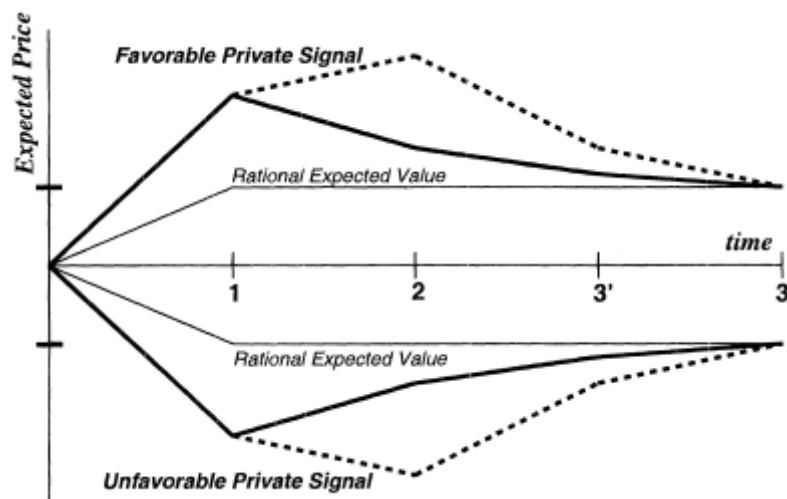 Expected Price
Favorable Private Signal
Rational Expected Value
time
1 2 3' 3
Rational Expected Value
Unfavorable Private Signal